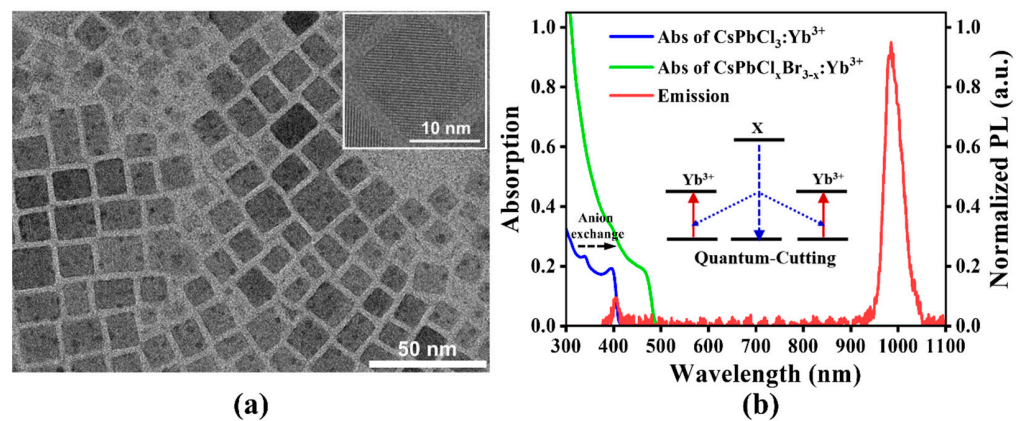 10 nm
50 nm
(a)
1.0
0.8
0.6
0.4
0.2
0.0
Absorption
Abs of CsPbCl₃:Yb³⁺
Abs of CsPbClₓBr₃₋ₓ:Yb³⁺
Emission
X
Yb³⁺
Yb³⁺
Anion
exchange
Quantum-Cutting
1.0
0.8
0.6
0.4
0.2
0.0
Normalized PL (a.u.)
300 400 500 600 700 800 900 1000 1100
Wavelength (nm)
(b)